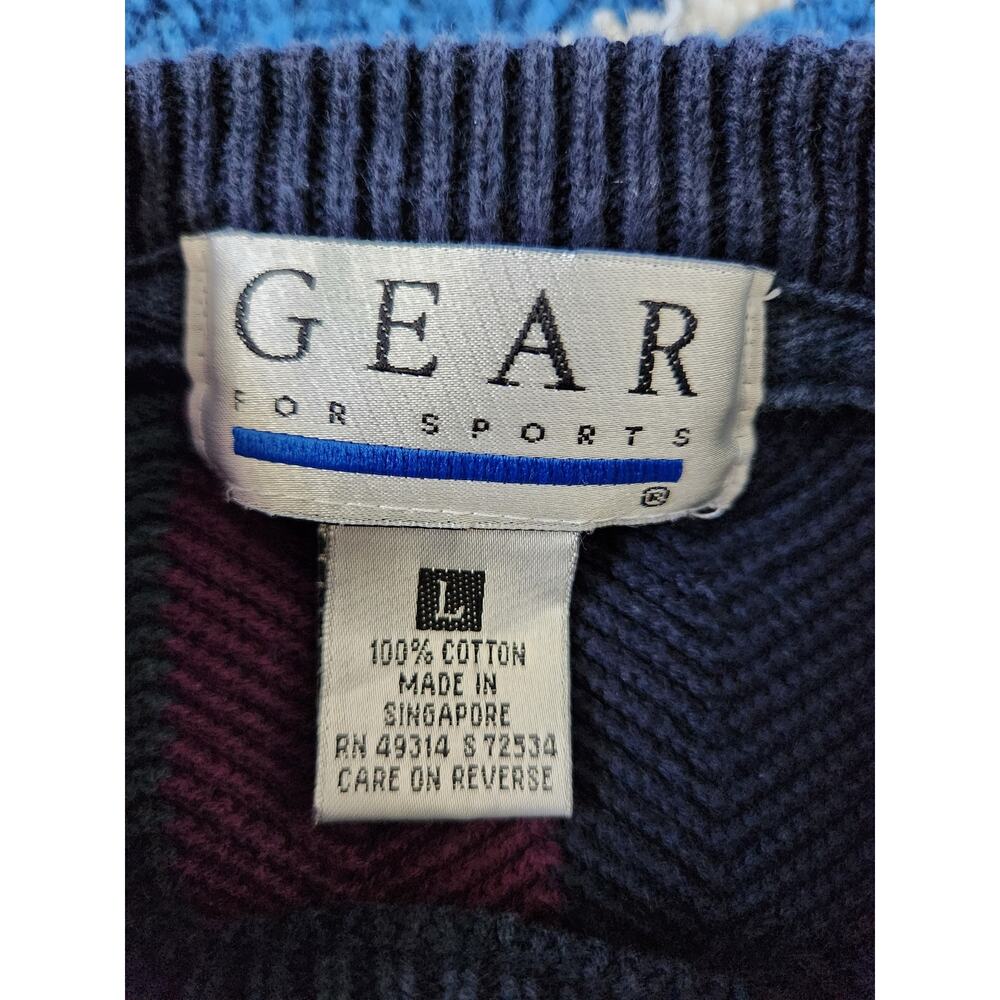 GEAR
FOR SPORTS
®
L
100% COTTON
MADE IN
SINGAPORE
RN 49314 S 72534
CARE ON REVERSE